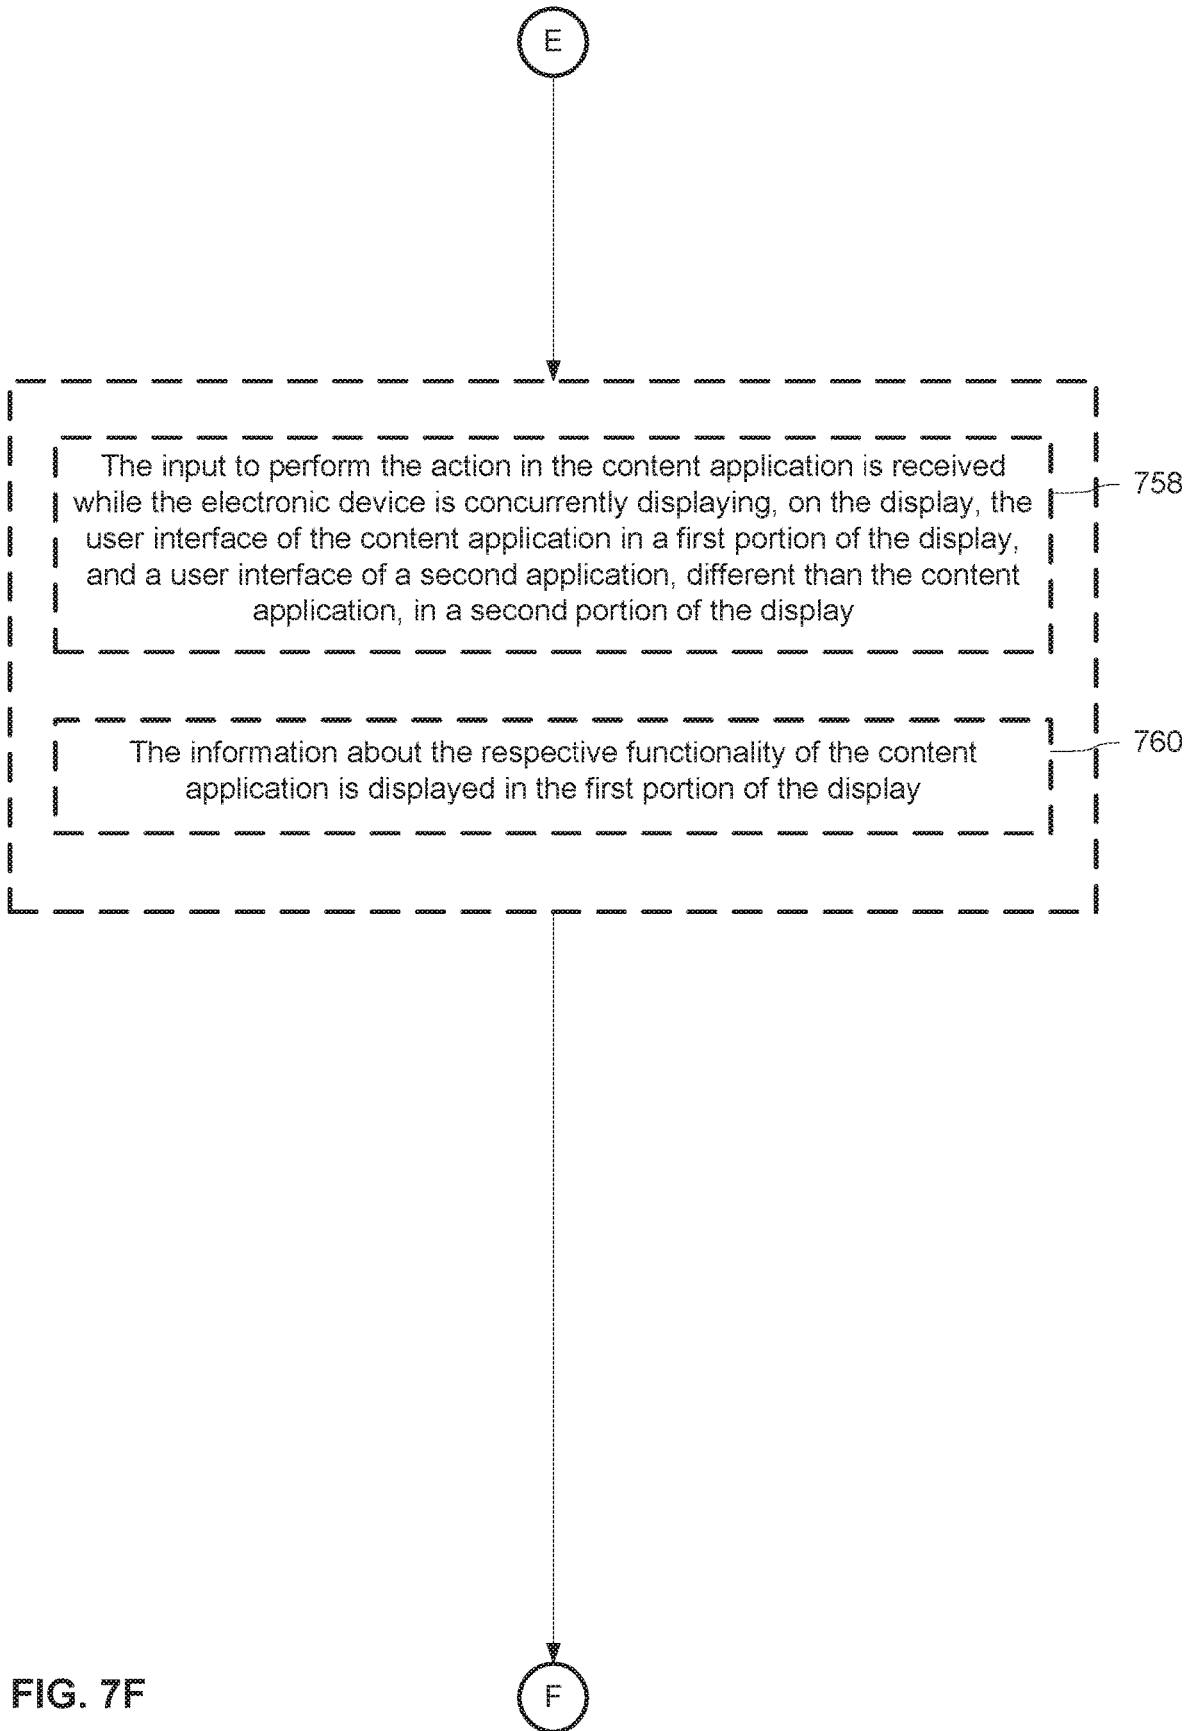 E
The input to perform the action in the content application is received
while the electronic device is concurrently displaying, on the display, the
user interface of the content application in a first portion of the display,
and a user interface of a second application, different than the content
application, in a second portion of the display
758
The information about the respective functionality of the content
application is displayed in the first portion of the display
760
FIG. 7F
F